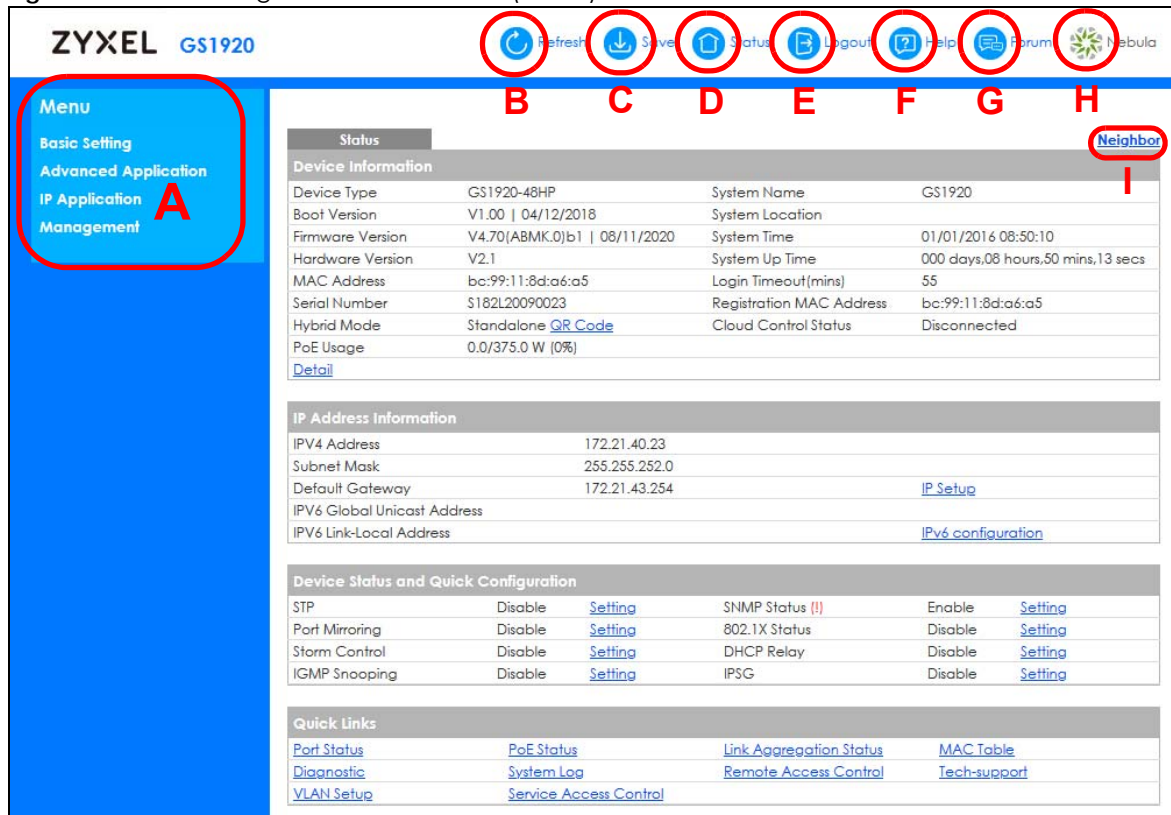 ZYXEL GS1920
Refresh Save Status Logout Help Forum Nebula
B C D E F G H
Menu
Basic Setting
Advanced Application
IP Application
Management
A
Status
Neighbor
I
Device Information
Device Type GS1920-48HP System Name GS1920
Boot Version V1.00 | 04/12/2018 System Location
Firmware Version V4.70(ABMK.0)b1 | 08/11/2020 System Time 01/01/2016 08:50:10
Hardware Version V2.1 System Up Time 000 days,08 hours,50 mins,13 secs
MAC Address bc:99:11:8d:a6:a5 Login Timeout(mins) 55
Serial Number S182L20090023 Registration MAC Address bc:99:11:8d:a6:a5
Hybrid Mode Standalone QR Code Cloud Control Status Disconnected
PoE Usage 0.0/375.0 W (0%)
Detail
IP Address Information
IPV4 Address 172.21.40.23
Subnet Mask 255.255.252.0
Default Gateway 172.21.43.254 IP Setup
IPV6 Global Unicast Address
IPV6 Link-Local Address IPv6 configuration
Device Status and Quick Configuration
STP Disable Setting SNMP Status (!) Enable Setting
Port Mirroring Disable Setting 802.1X Status Disable Setting
Storm Control Disable Setting DHCP Relay Disable Setting
IGMP Snooping Disable Setting IPSG Disable Setting
Quick Links
Port Status PoE Status Link Aggregation Status MAC Table
Diagnostic System Log Remote Access Control Tech-support
VLAN Setup Service Access Control